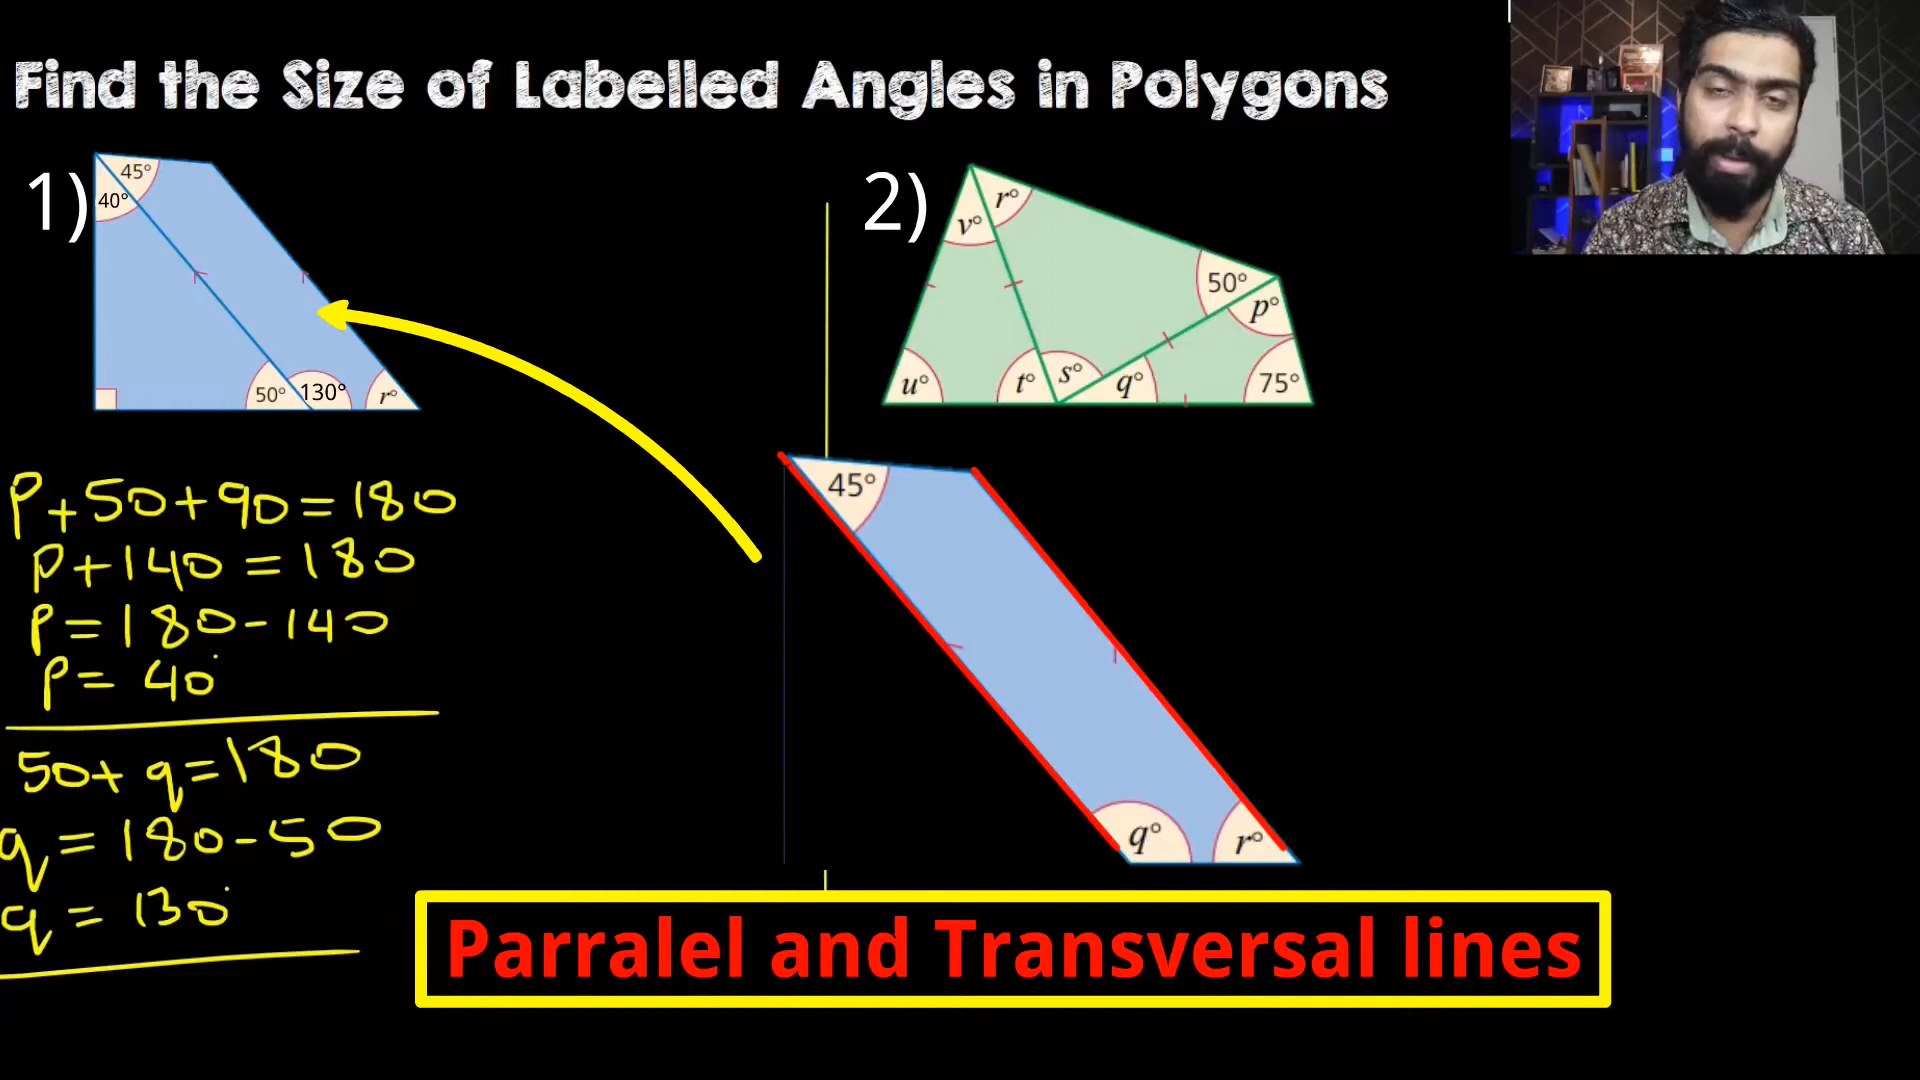 Find the Size of Labelled Angles in Polygons
1)
45°
40°
50°
130°
r°
2)
r°
v°
50°
p°
u°
t°
s°
q°
75°
P+50+90=180
P+140=180
P=180-140
P=40°
50+q=180
q=180-50
q=130°
45°
q°
r°
Parralel and Transversal lines